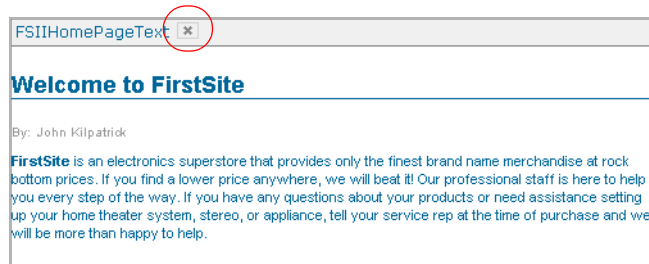 FSIIHomePageText
Welcome to FirstSite
By: John Kilpatrick
FirstSite is an electronics superstore that provides only the finest brand name merchandise at rock
bottom prices. If you find a lower price anywhere, we will beat it! Our professional staff is here to help
you every step of the way. If you have any questions about your products or need assistance setting
up your home theater system, stereo, or appliance, tell your service rep at the time of purchase and we
will be more than happy to help.